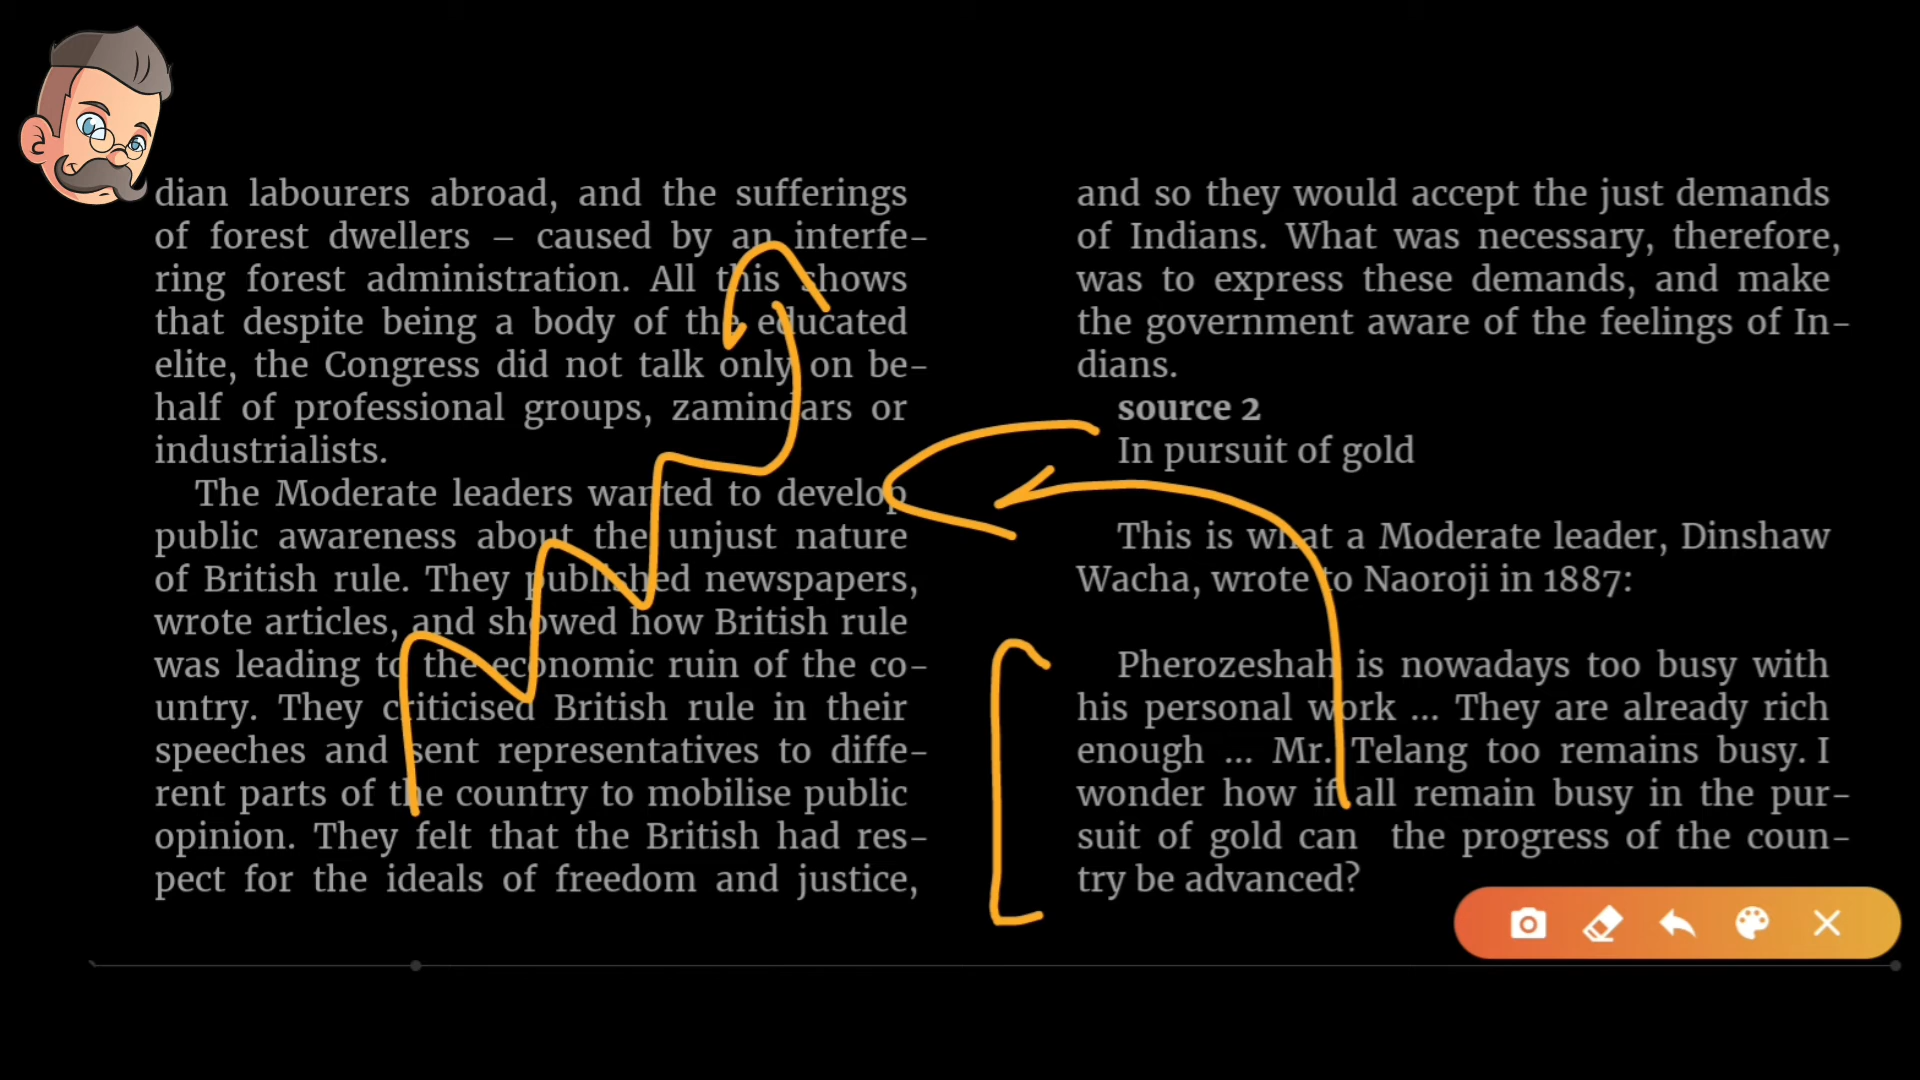 dian labourers abroad, and the sufferings
of forest dwellers – caused by an interfe-
ring forest administration. All this shows
that despite being a body of the educated
elite, the Congress did not talk only on be-
half of professional groups, zamindars or
industrialists.
The Moderate leaders wanted to develop
public awareness about the unjust nature
of British rule. They published newspapers,
wrote articles, and showed how British rule
was leading to the economic ruin of the co-
untry. They criticised British rule in their
speeches and sent representatives to diffe-
rent parts of the country to mobilise public
opinion. They felt that the British had res-
pect for the ideals of freedom and justice,
and so they would accept the just demands
of Indians. What was necessary, therefore,
was to express these demands, and make
the government aware of the feelings of In-
dians.
source 2
In pursuit of gold
This is what a Moderate leader, Dinshaw
Wacha, wrote to Naoroji in 1887:
Pherozeshah is nowadays too busy with
his personal work ... They are already rich
enough ... Mr. Telang too remains busy. I
wonder how if all remain busy in the pur-
suit of gold can the progress of the coun-
try be advanced?